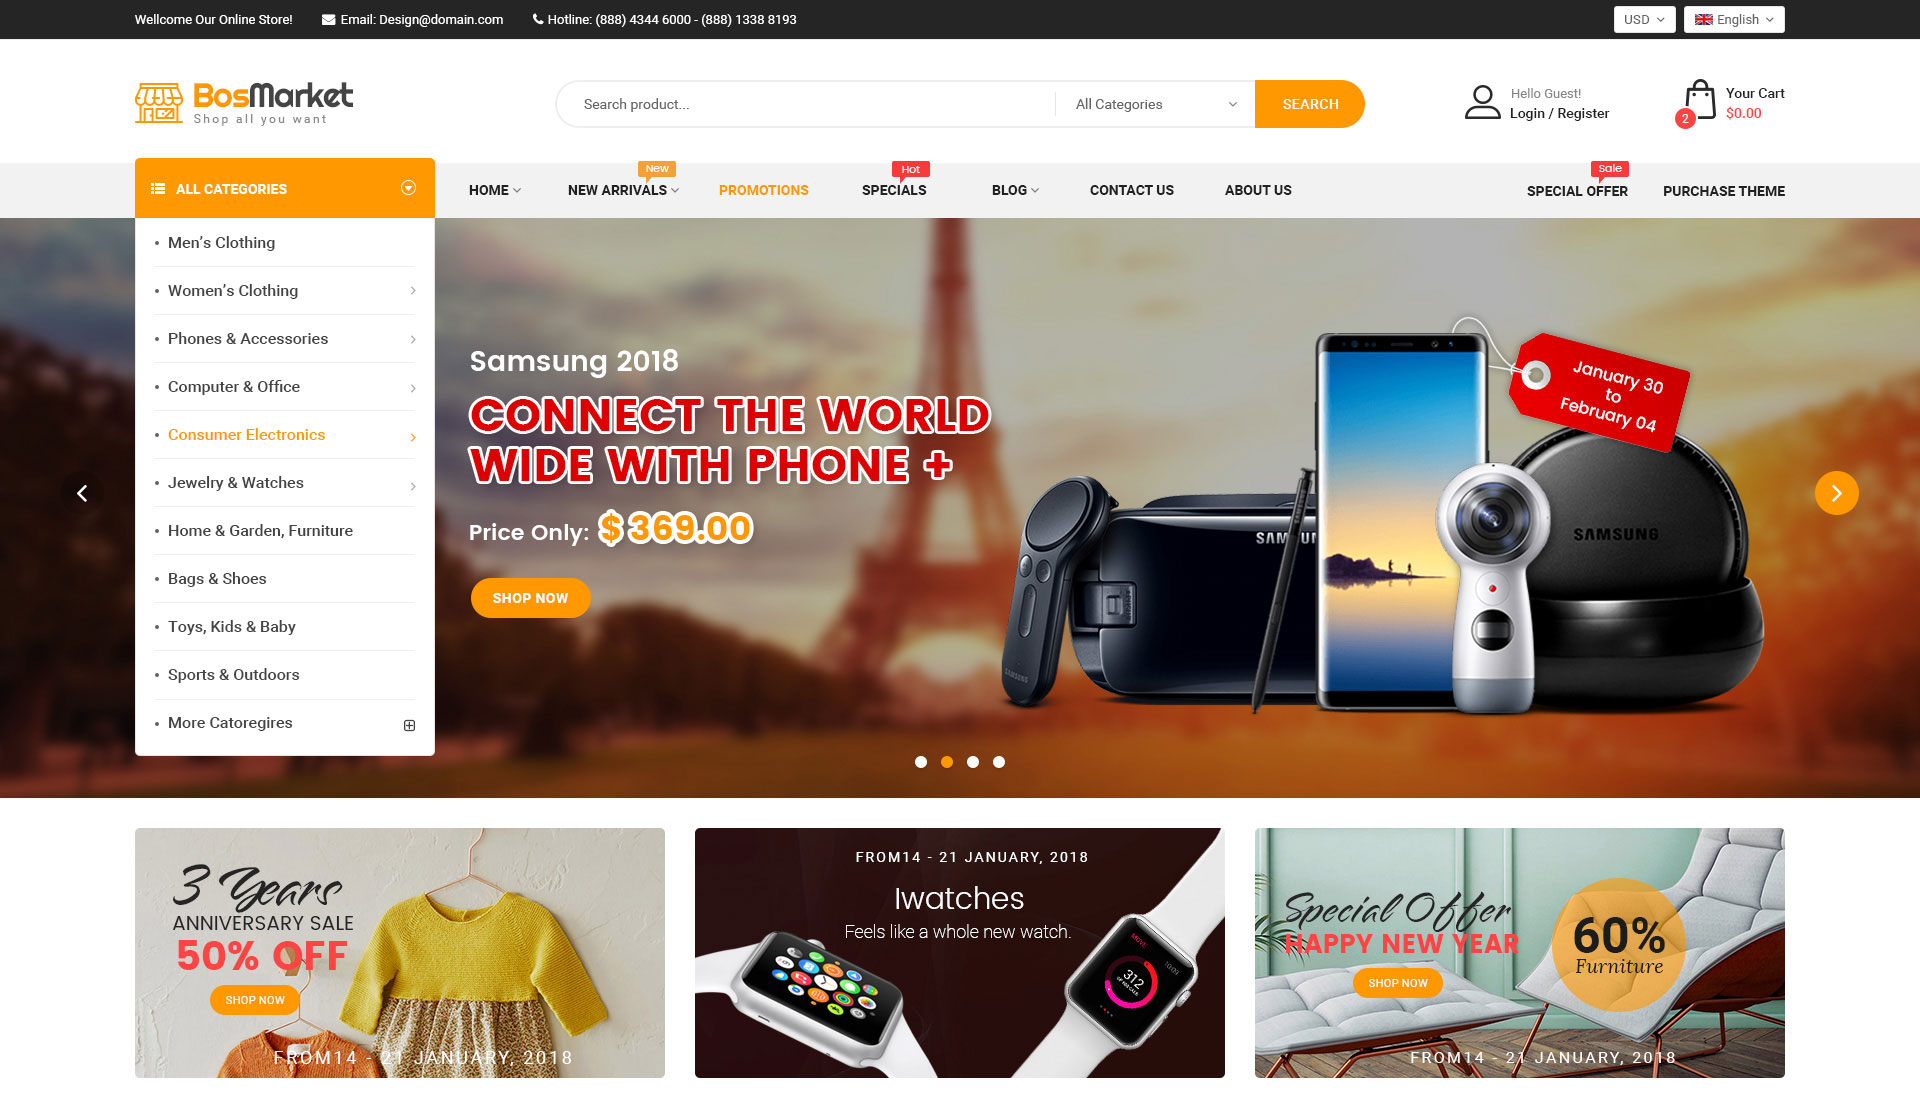 Wellcome Our Online Store!
Email: Design@domain.com
Hotline: (888) 4344 6000 - (888) 1338 8193
USD
English
BosMarket
Shop all you want
Search product...
All Categories
SEARCH
Hello Guest!
Login / Register
2
Your Cart
$0.00
ALL CATEGORIES
HOME
New
NEW ARRIVALS
PROMOTIONS
Hot
SPECIALS
BLOG
CONTACT US
ABOUT US
Sale
SPECIAL OFFER
PURCHASE THEME
Men's Clothing
Women's Clothing
Phones & Accessories
Computer & Office
Consumer Electronics
Jewelry & Watches
Home & Garden, Furniture
Bags & Shoes
Toys, Kids & Baby
Sports & Outdoors
More Catoregires
Samsung 2018
CONNECT THE WORLD
WIDE WITH PHONE +
Price Only: $ 369.00
SHOP NOW
January 30
to
February 04
SAMSUNG
SAMSUNG
3 Years
ANNIVERSARY SALE
50% OFF
SHOP NOW
FROM14 - 21 JANUARY, 2018
FROM14 - 21 JANUARY, 2018
Iwatches
Feels like a whole new watch.
MOVE
10:09
312
Special Offer
HAPPY NEW YEAR
SHOP NOW
60%
Furniture
FROM14 - 21 JANUARY, 2018